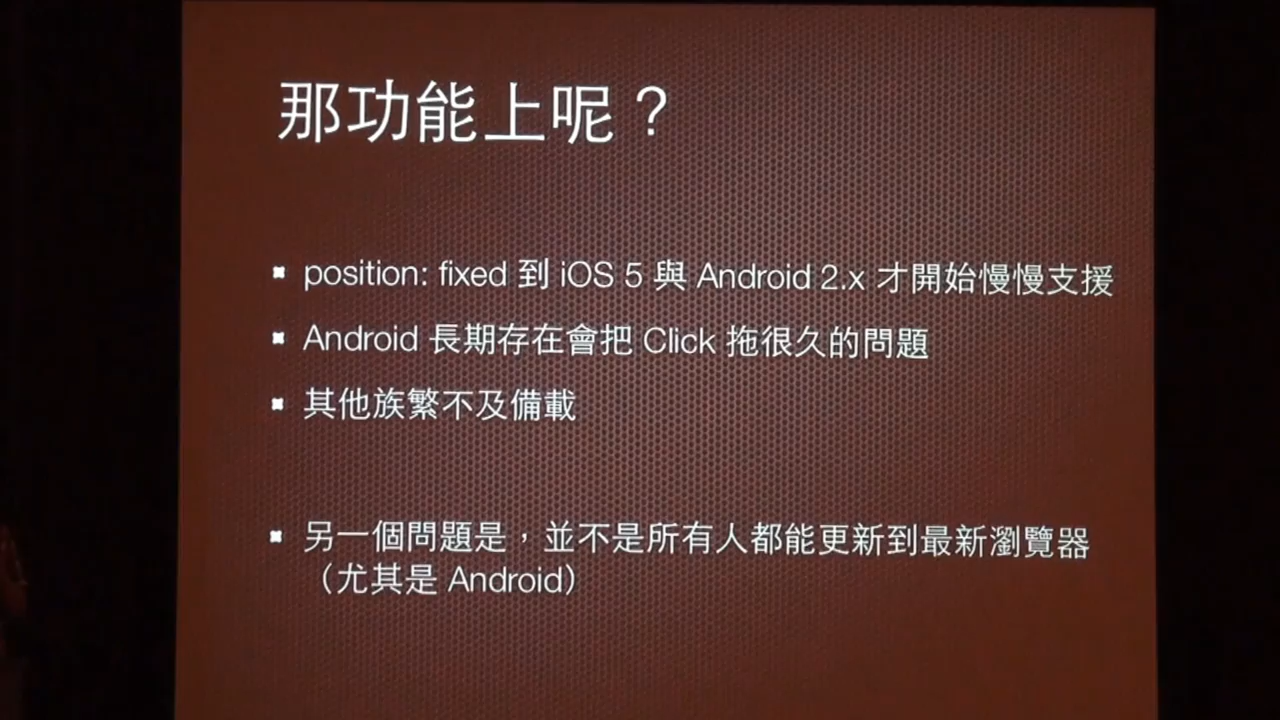 那功能上呢？
position: fixed 到 iOS 5 與 Android 2.x 才開始慢慢支援
Android 長期存在會把 Click 拖很久的問題
其他族繁不及備載
另一個問題是，並不是所有人都能更新到最新瀏覽器
（尤其是 Android）